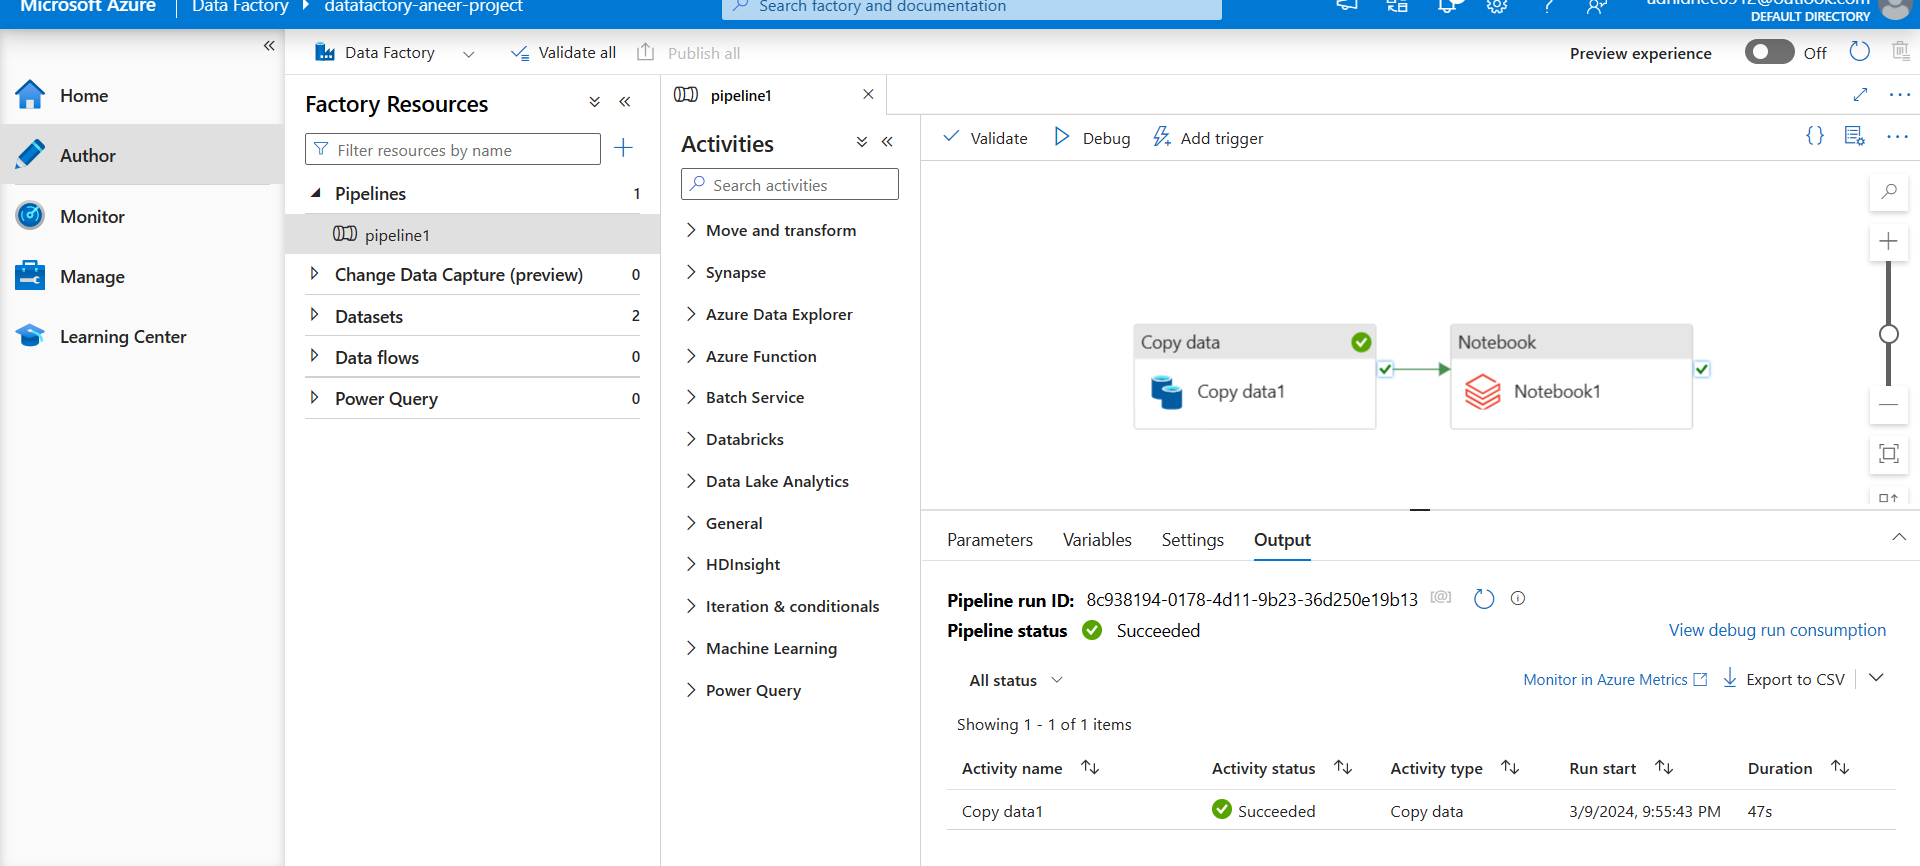 Microsoft Azure Data Factory datafactory-aneer-project Search factory and documentation
DEFAULT DIRECTORY
Data Factory Validate all Publish all Preview experience Off
Home
Author
Monitor
Manage
Learning Center
Factory Resources
Filter resources by name
Pipelines 1
pipeline1
Change Data Capture (preview) 0
Datasets 2
Data flows 0
Power Query 0
pipeline1
Activities
Search activities
Move and transform
Synapse
Azure Data Explorer
Azure Function
Batch Service
Databricks
Data Lake Analytics
General
HDInsight
Iteration & conditionals
Machine Learning
Power Query
Validate Debug Add trigger
Copy data
Copy data1
Notebook
Notebook1
Parameters Variables Settings Output
Pipeline run ID: 8c938194-0178-4d11-9b23-36d250e19b13
Pipeline status Succeeded
View debug run consumption
All status
Monitor in Azure Metrics Export to CSV
Showing 1 - 1 of 1 items
Activity name Activity status Activity type Run start Duration
Copy data1 Succeeded Copy data 3/9/2024, 9:55:43 PM 47s